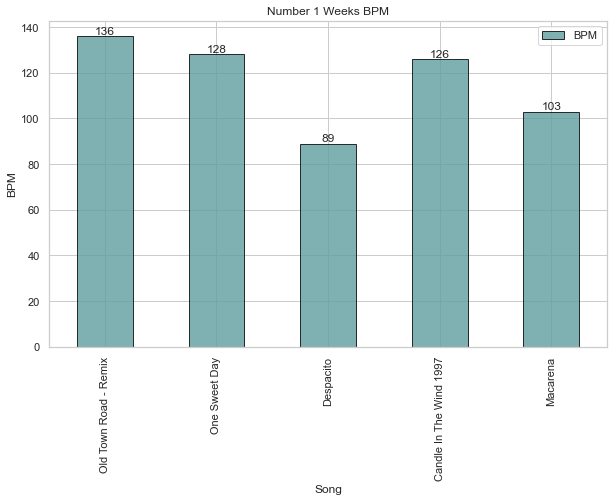 Number 1 Weeks BPM
BPM
140
120
100
80
60
40
20
0
BPM
136
128
89
126
103
Old Town Road - Remix
One Sweet Day
Despacito
Candle In The Wind 1997
Macarena
Song